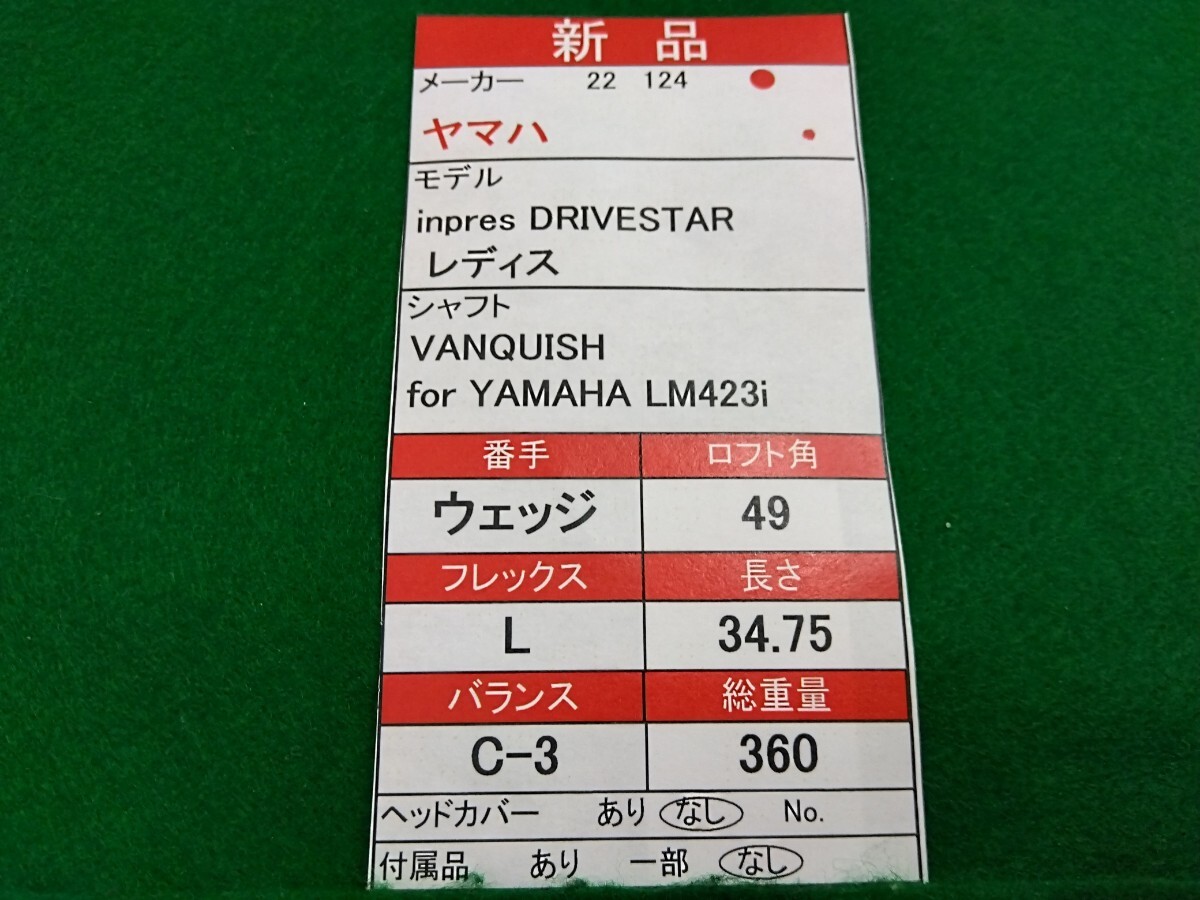 新 品
メーカー 22 124
ヤマハ
モデル
inpres DRIVESTAR
レディス
シャフト
VANQUISH
for YAMAHA LM423i
番手 ロフト角
ウェッジ 49
フレックス 長さ
L 34.75
バランス 総重量
C-3 360
ヘッドカバー あり なし No.
付属品 あり 一部 なし